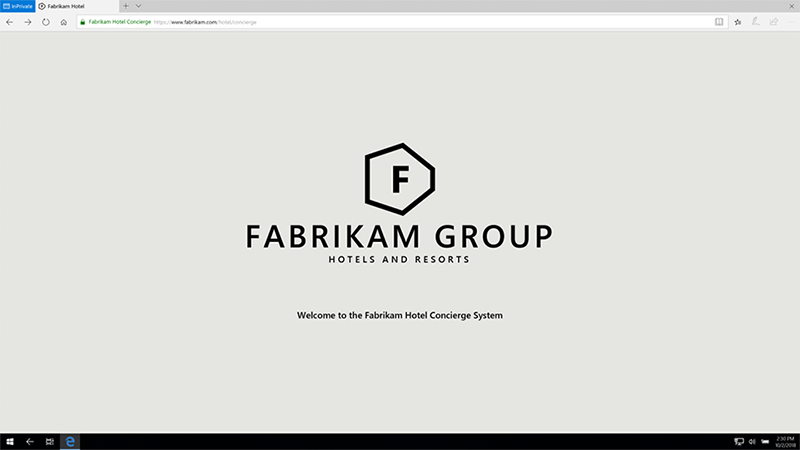 InPrivate
Fabrikam Hotel
Fabrikam Hotel Concierge https://www.fabrikam.com/hotel/concierge
F
FABRIKAM GROUP
HOTELS AND RESORTS
Welcome to the Fabrikam Hotel Concierge System
2:30 PM
10/2/2018